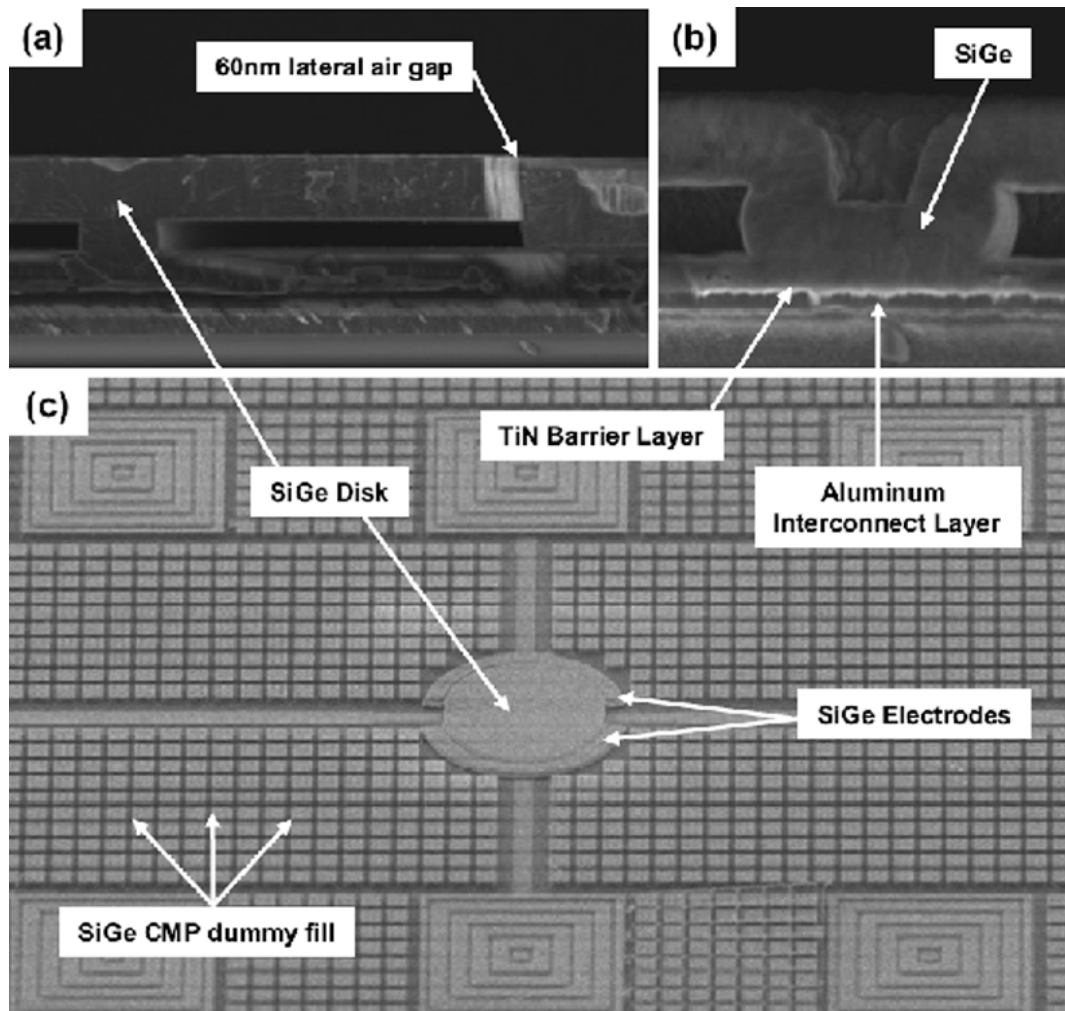 (a)
60nm lateral air gap
(b)
SiGe
(c)
TiN Barrier Layer
SiGe Disk
Aluminum
Interconnect Layer
SiGe Electrodes
SiGe CMP dummy fill